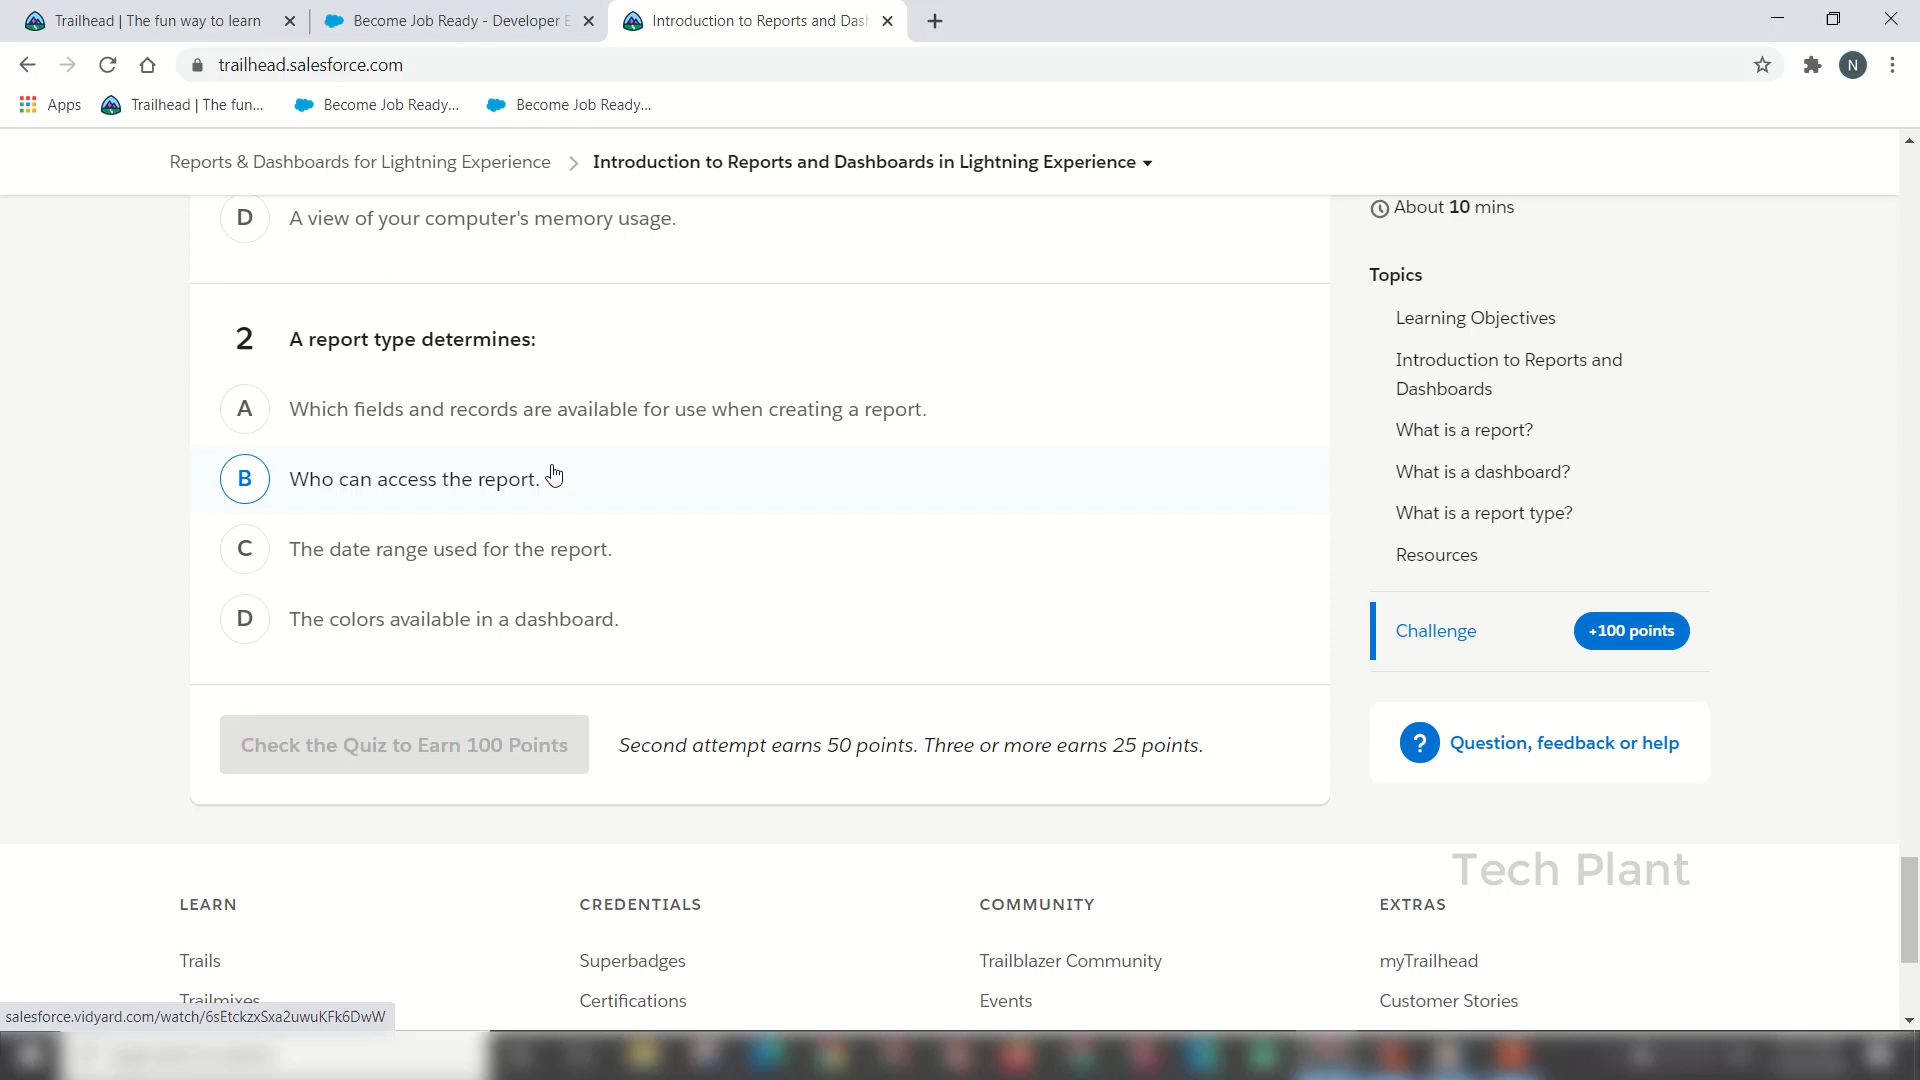 Trailhead | The fun way to learn
Become Job Ready - Developer E
Introduction to Reports and Dash
trailhead.salesforce.com
N
Apps
Trailhead | The fun...
Become Job Ready...
Become Job Ready...
Reports & Dashboards for Lightning Experience
Introduction to Reports and Dashboards in Lightning Experience
D A view of your computer's memory usage.
2 A report type determines:
A Which fields and records are available for use when creating a report.
B Who can access the report.
C The date range used for the report.
D The colors available in a dashboard.
Check the Quiz to Earn 100 Points
Second attempt earns 50 points. Three or more earns 25 points.
About 10 mins
Topics
Learning Objectives
Introduction to Reports and
Dashboards
What is a report?
What is a dashboard?
What is a report type?
Resources
Challenge
+100 points
? Question, feedback or help
Tech Plant
LEARN
Trails
Trailmixes
CREDENTIALS
Superbadges
Certifications
COMMUNITY
Trailblazer Community
Events
EXTRAS
myTrailhead
Customer Stories
salesforce.vidyard.com/watch/6sEtckzxSxa2uwuKFk6DwW